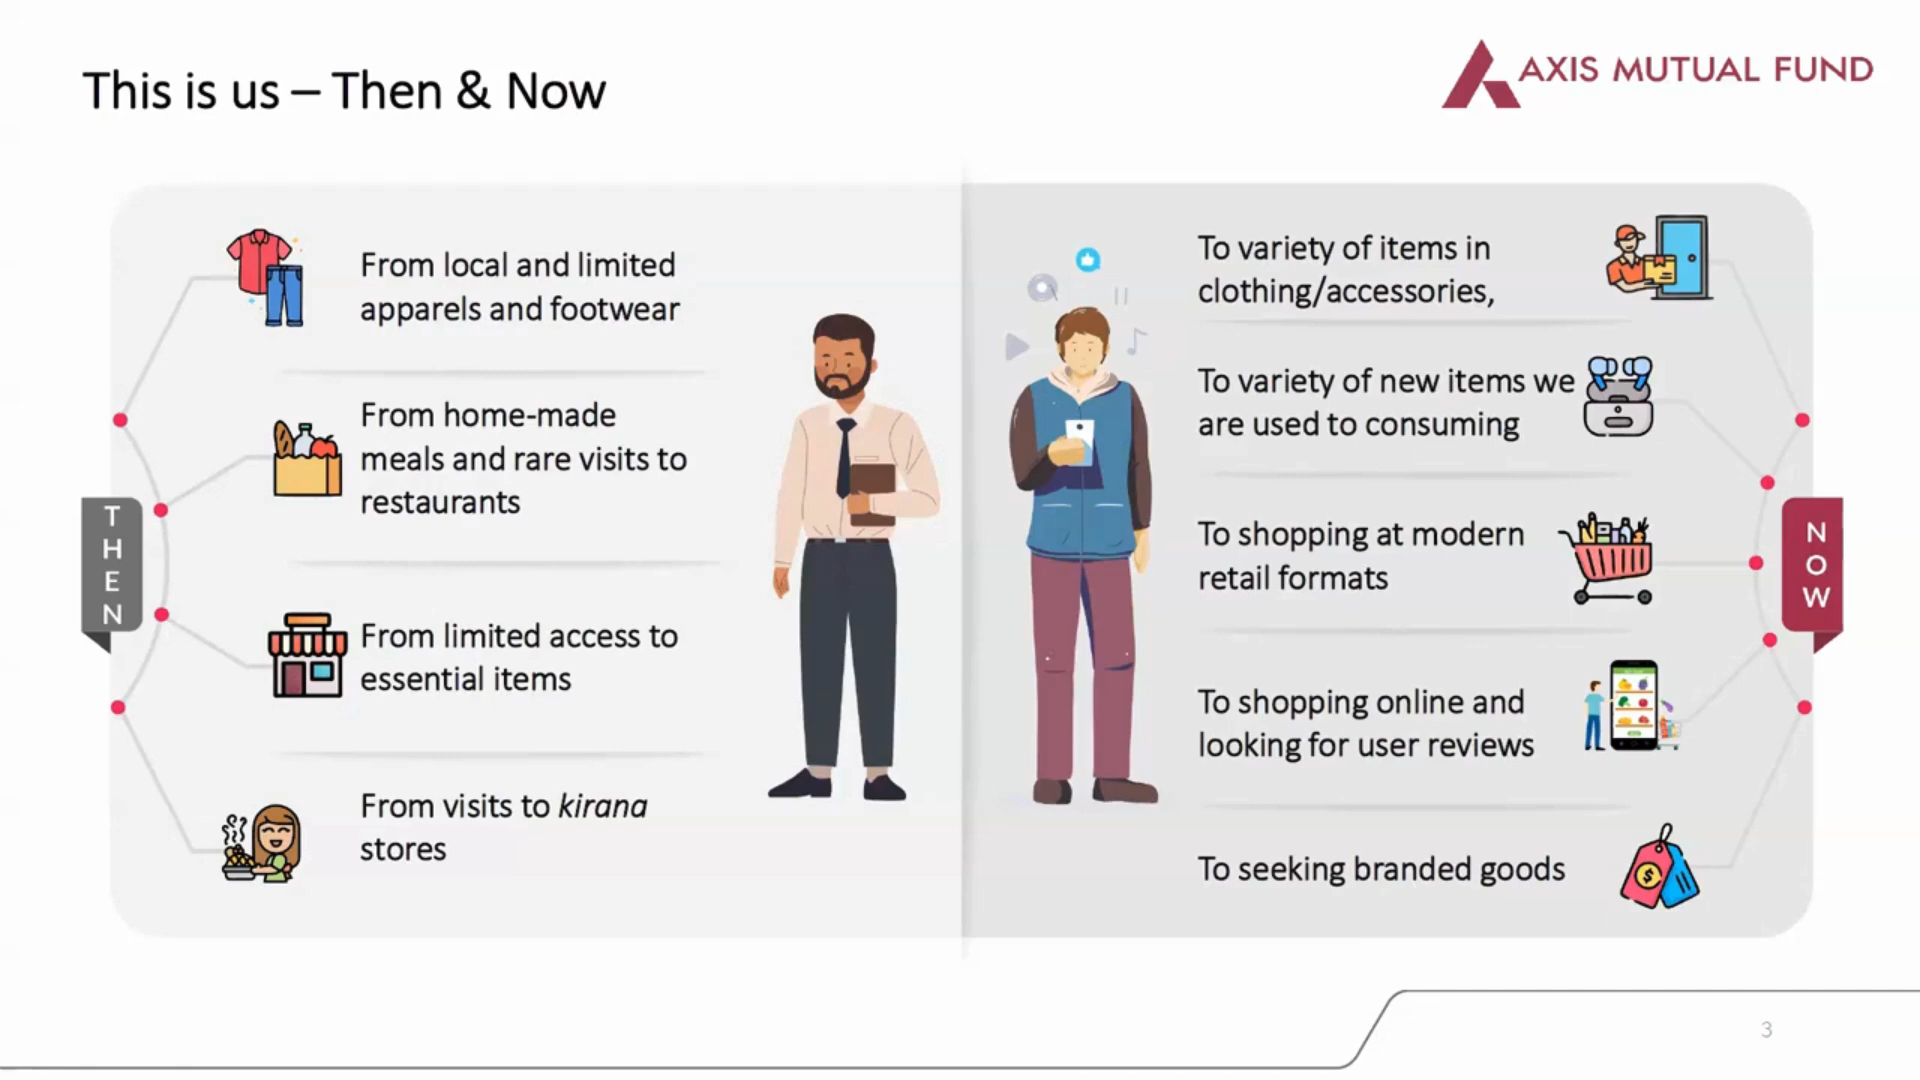 This is us – Then & Now
AXIS MUTUAL FUND
THEN
From local and limited
apparels and footwear
From home-made
meals and rare visits to
restaurants
From limited access to
essential items
From visits to kirana
stores
To variety of items in
clothing/accessories,
To variety of new items we
are used to consuming
To shopping at modern
retail formats
To shopping online and
looking for user reviews
To seeking branded goods
NOW
3